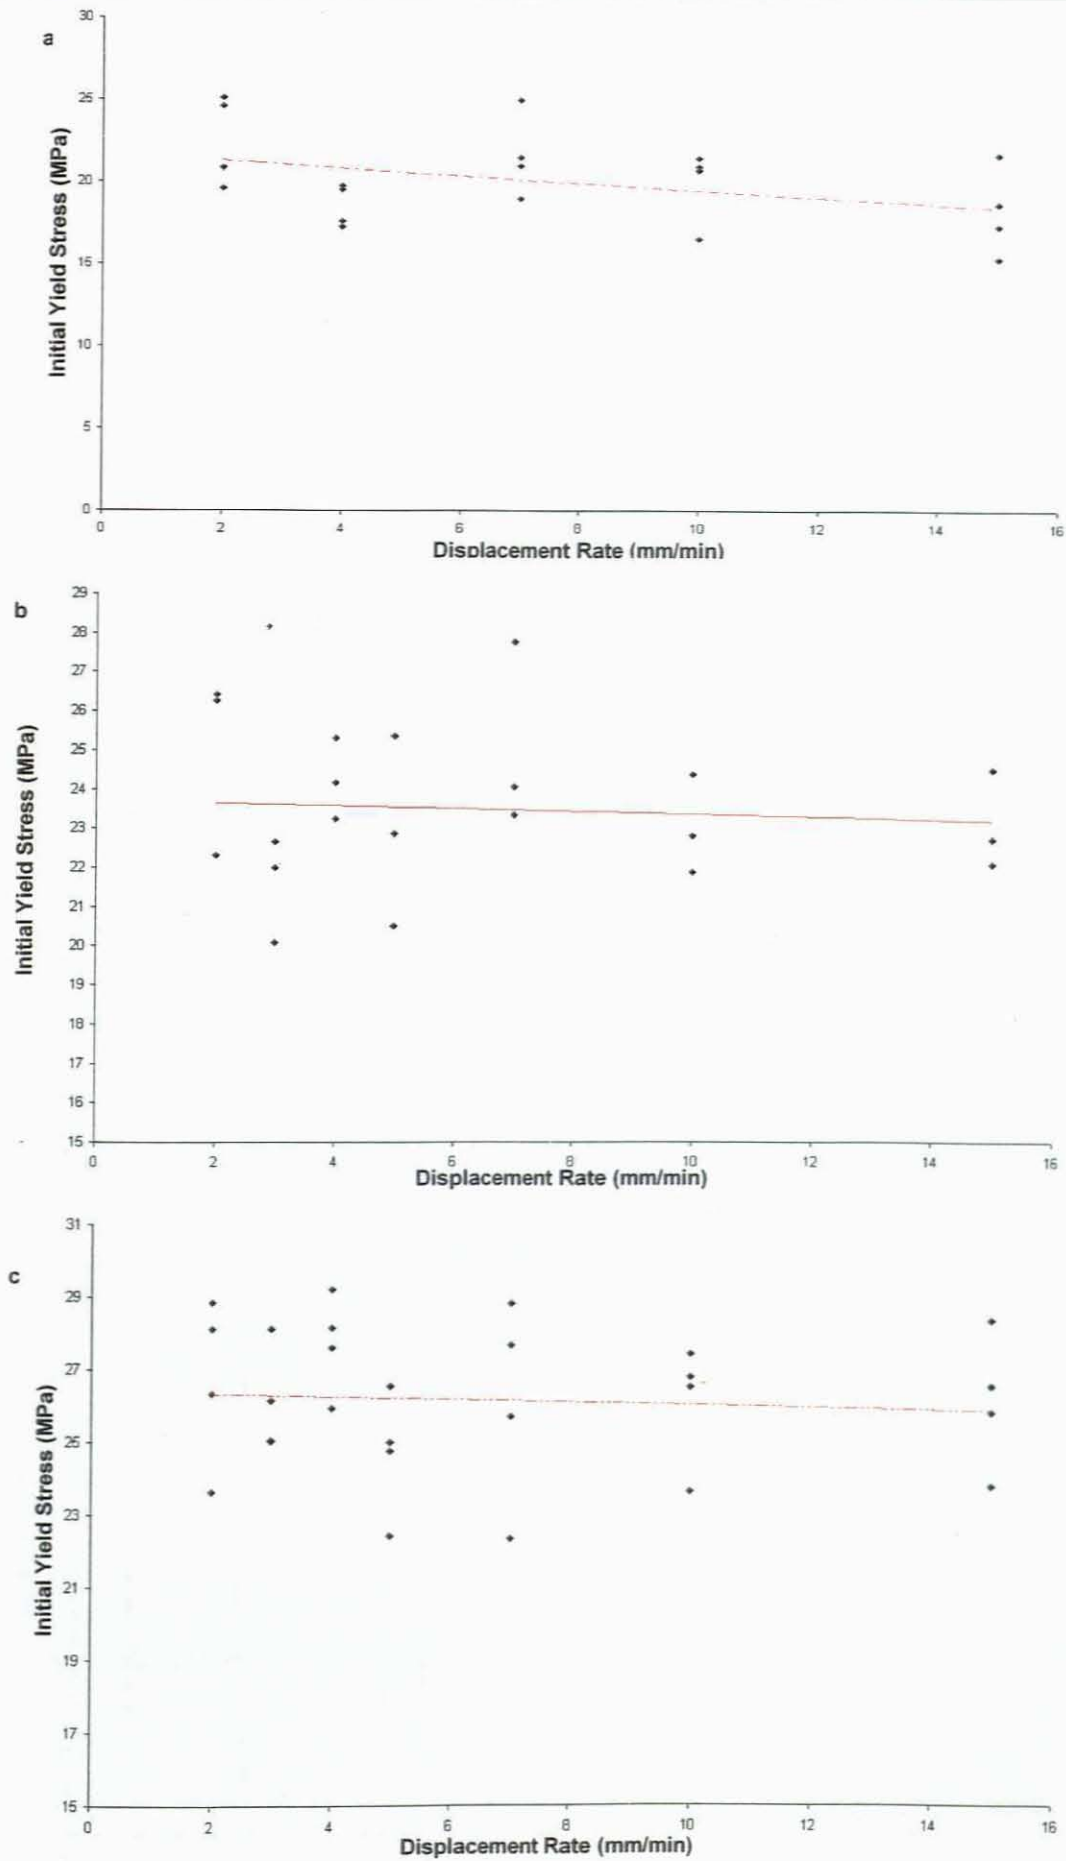 a
30
25
20
15
10
5
0
Initial Yield Stress (MPa)
0 2 4 6 8 10 12 14 16
Displacement Rate (mm/min)
b
29
28
27
26
25
24
23
22
21
20
19
18
17
16
15
Initial Yield Stress (MPa)
0 2 4 6 8 10 12 14 16
Displacement Rate (mm/min)
c
31
29
27
25
23
21
19
17
15
Initial Yield Stress (MPa)
0 2 4 6 8 10 12 14 16
Displacement Rate (mm/min)